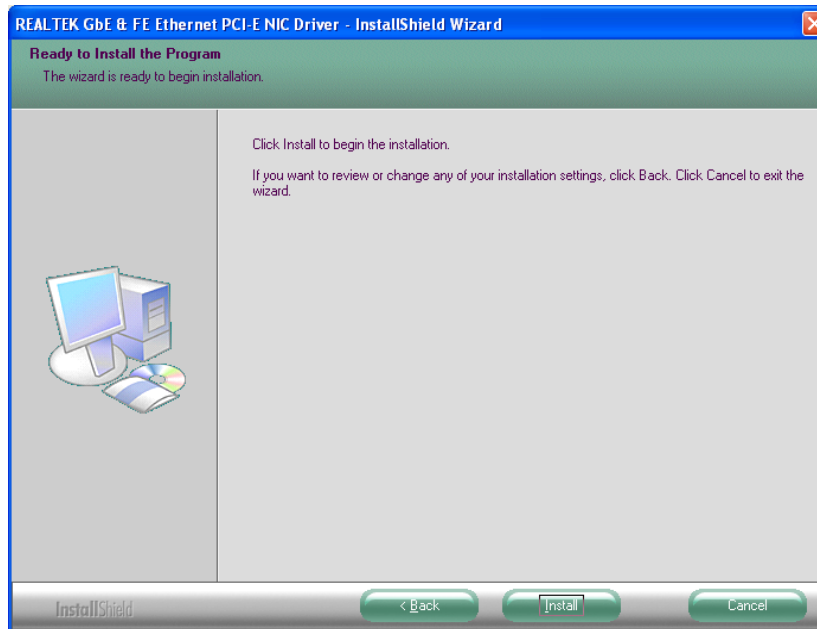 REALTEK GbE & FE Ethernet PCI-E NIC Driver - InstallShield Wizard
Ready to Install the Program
The wizard is ready to begin installation.
Click Install to begin the installation.
If you want to review or change any of your installation settings, click Back. Click Cancel to exit the
wizard.
InstallShield
< Back
Install
Cancel